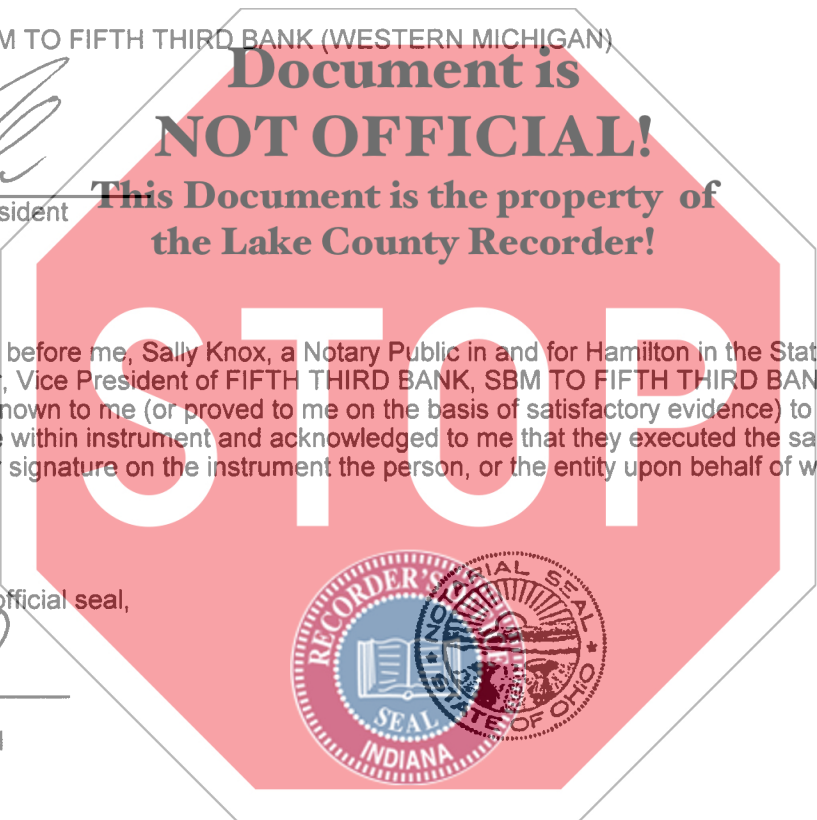 M TO FIFTH THIRD BANK (WESTERN MICHIGAN)
Document is
NOT OFFICIAL!
This Document is the property of
sident
the Lake County Recorder!
STOP
before me, Sally Knox, a Notary Public in and for Hamilton in the Stat
, Vice President of FIFTH THIRD BANK, SBM TO FIFTH THIRD BAN
nown to me (or proved to me on the basis of satisfactory evidence) to
e within instrument and acknowledged to me that they executed the sa
r signature on the instrument the person, or the entity upon behalf of w
official seal,
RECORDER'S
SEAL
INDIANA
NOTARIAL SEAL
STATE OF OHIO